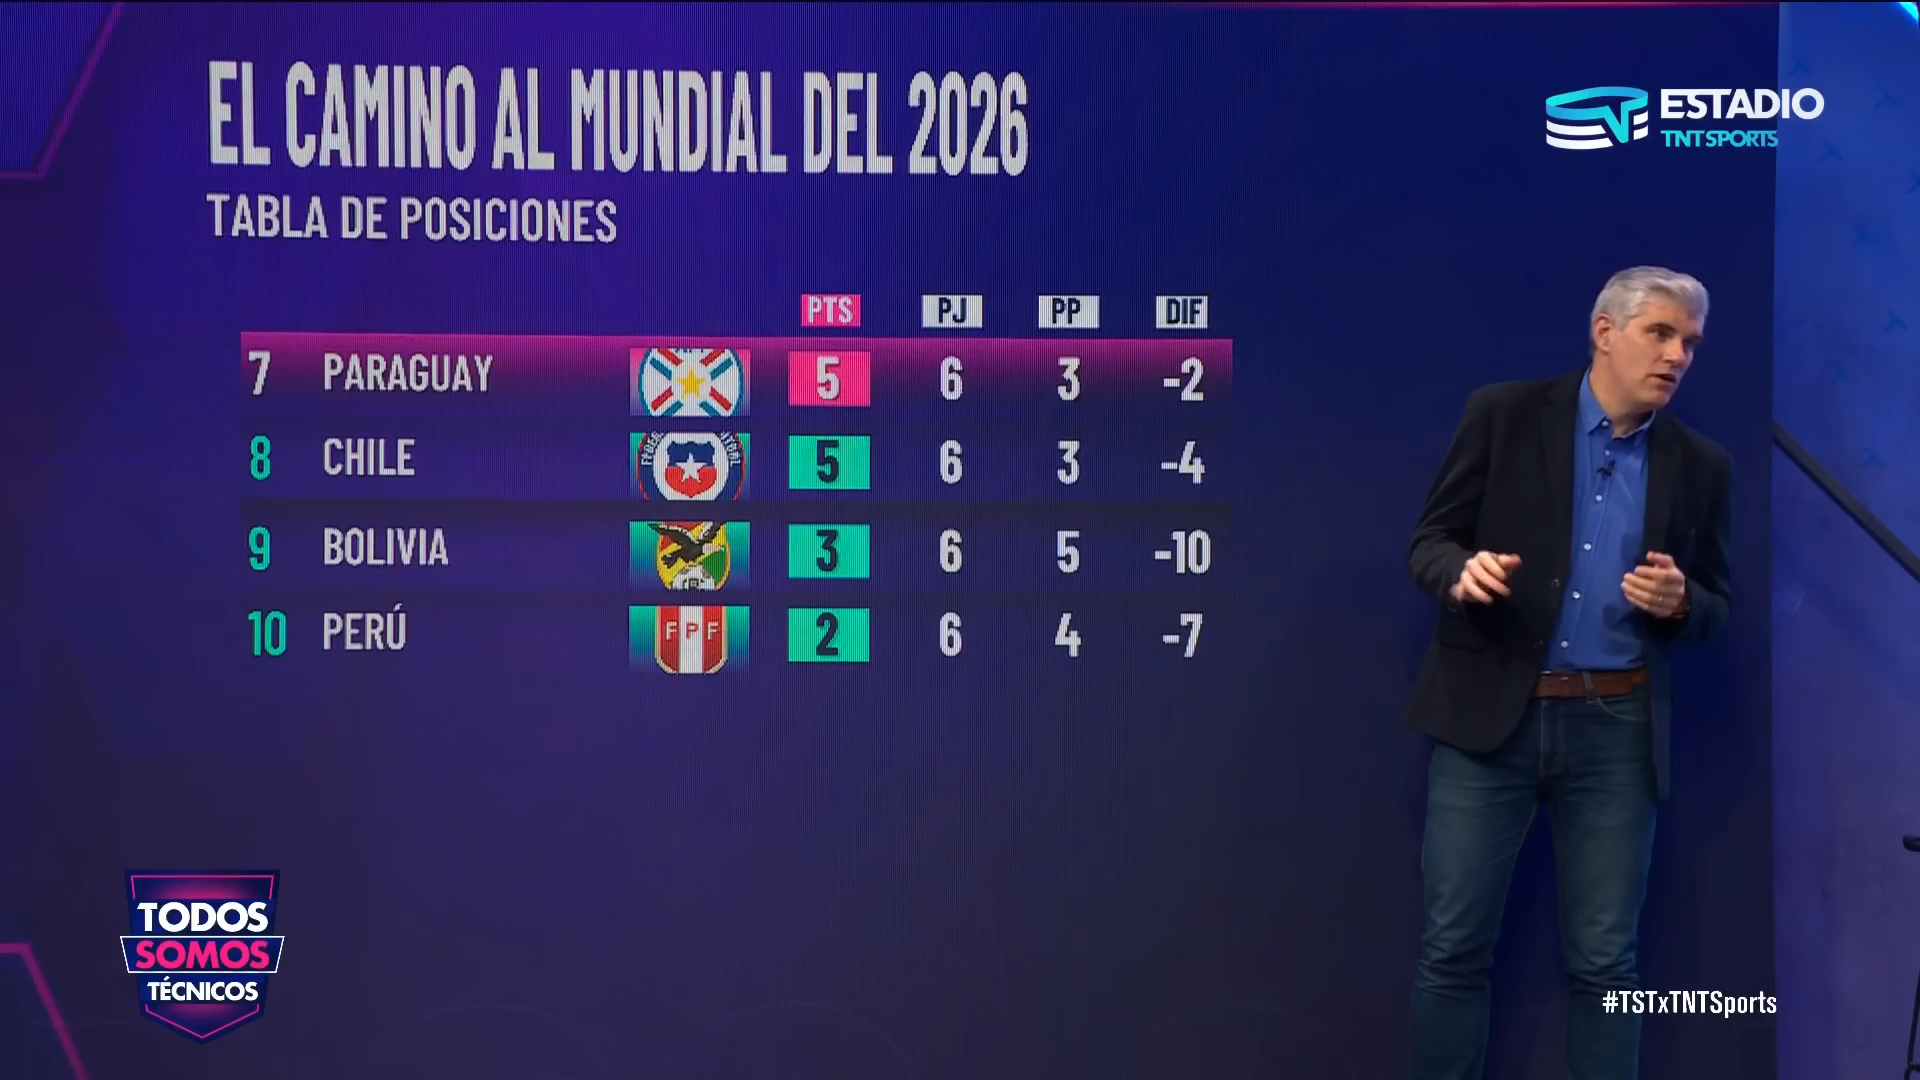 EL CAMINO AL MUNDIAL DEL 2026
TABLA DE POSICIONES
ESTADIO
TNT SPORTS
PTS PJ PP DIF
7 PARAGUAY 5 6 3 -2
8 CHILE 5 6 3 -4
9 BOLIVIA 3 6 5 -10
10 PERÚ FPF 2 6 4 -7
TODOS
SOMOS
TÉCNICOS
#TSTxTNTSports